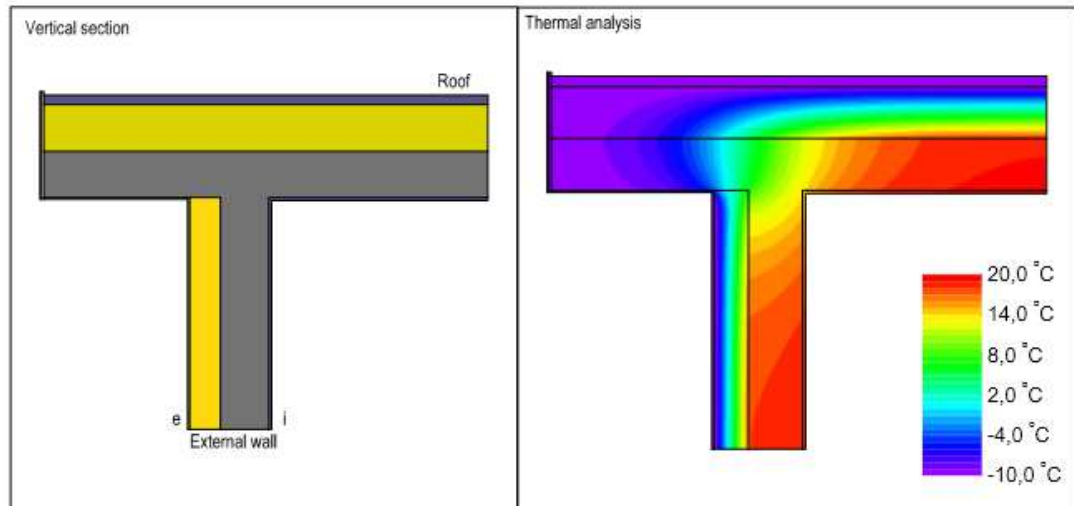 Vertical section
Roof
e
i
External wall
Thermal analysis
20,0 °C
14,0 °C
8,0 °C
2,0 °C
-4,0 °C
-10,0 °C